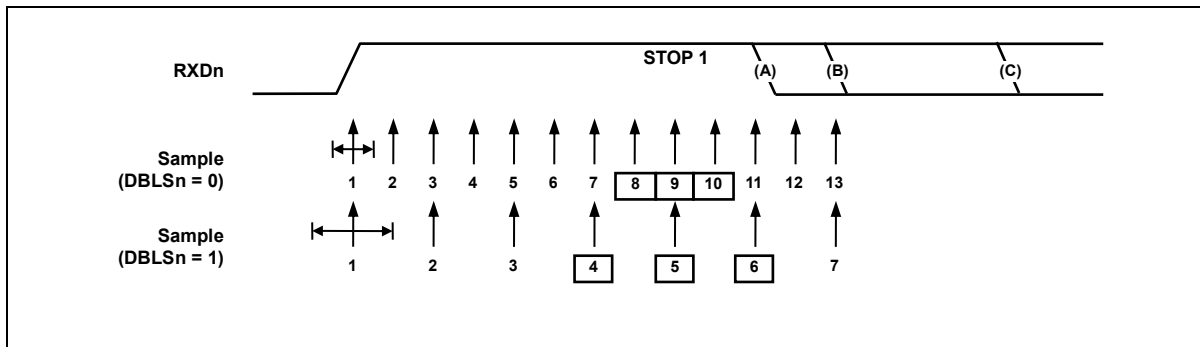 RXDn
STOP 1
(A)
(B)
(C)
Sample
(DBLSn = 0)
1 2 3 4 5 6 7 8 9 10 11 12 13
Sample
(DBLSn = 1)
1 2 3 4 5 6 7